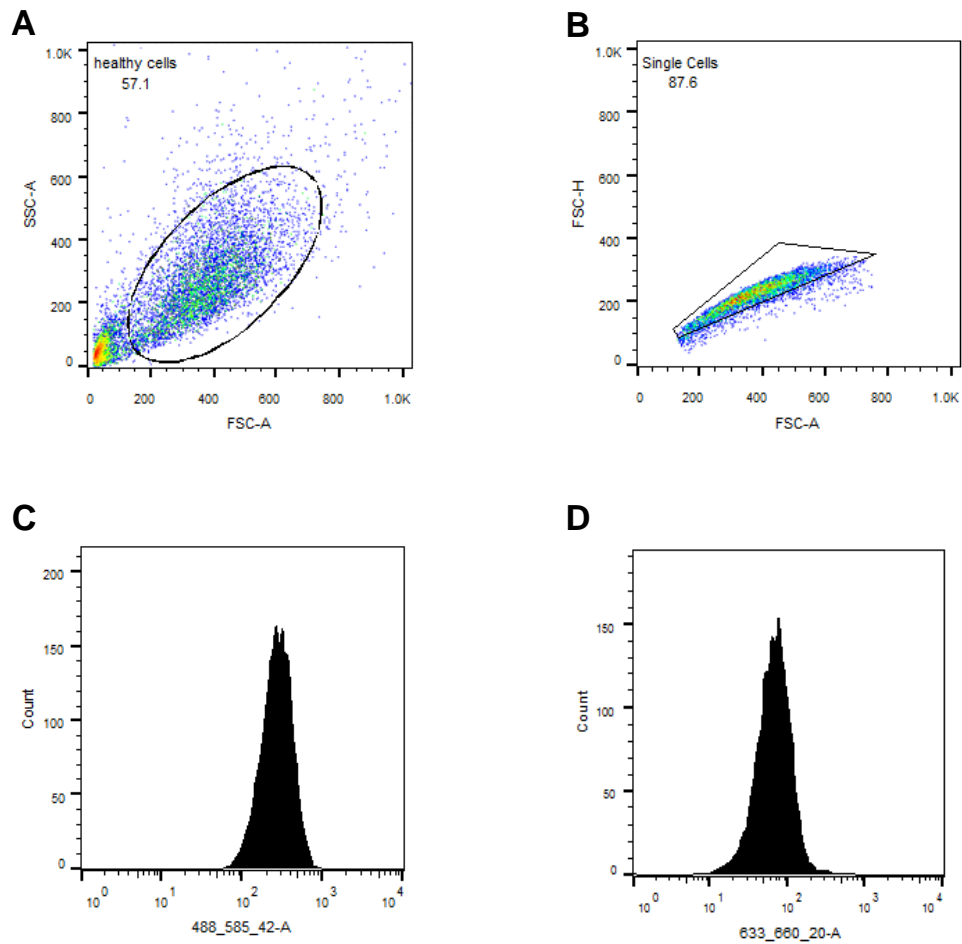 A
healthy cells
57.1
1.0K
800
600
400
200
0
SSC-A
0 200 400 600 800 1.0K
FSC-A
B
Single Cells
87.6
1.0K
800
600
400
200
0
FSC-H
0 200 400 600 800 1.0K
FSC-A
C
200
150
100
50
0
Count
10^0 10^1 10^2 10^3 10^4
488_585_42-A
D
150
100
50
0
Count
10^0 10^1 10^2 10^3 10^4
633_660_20-A